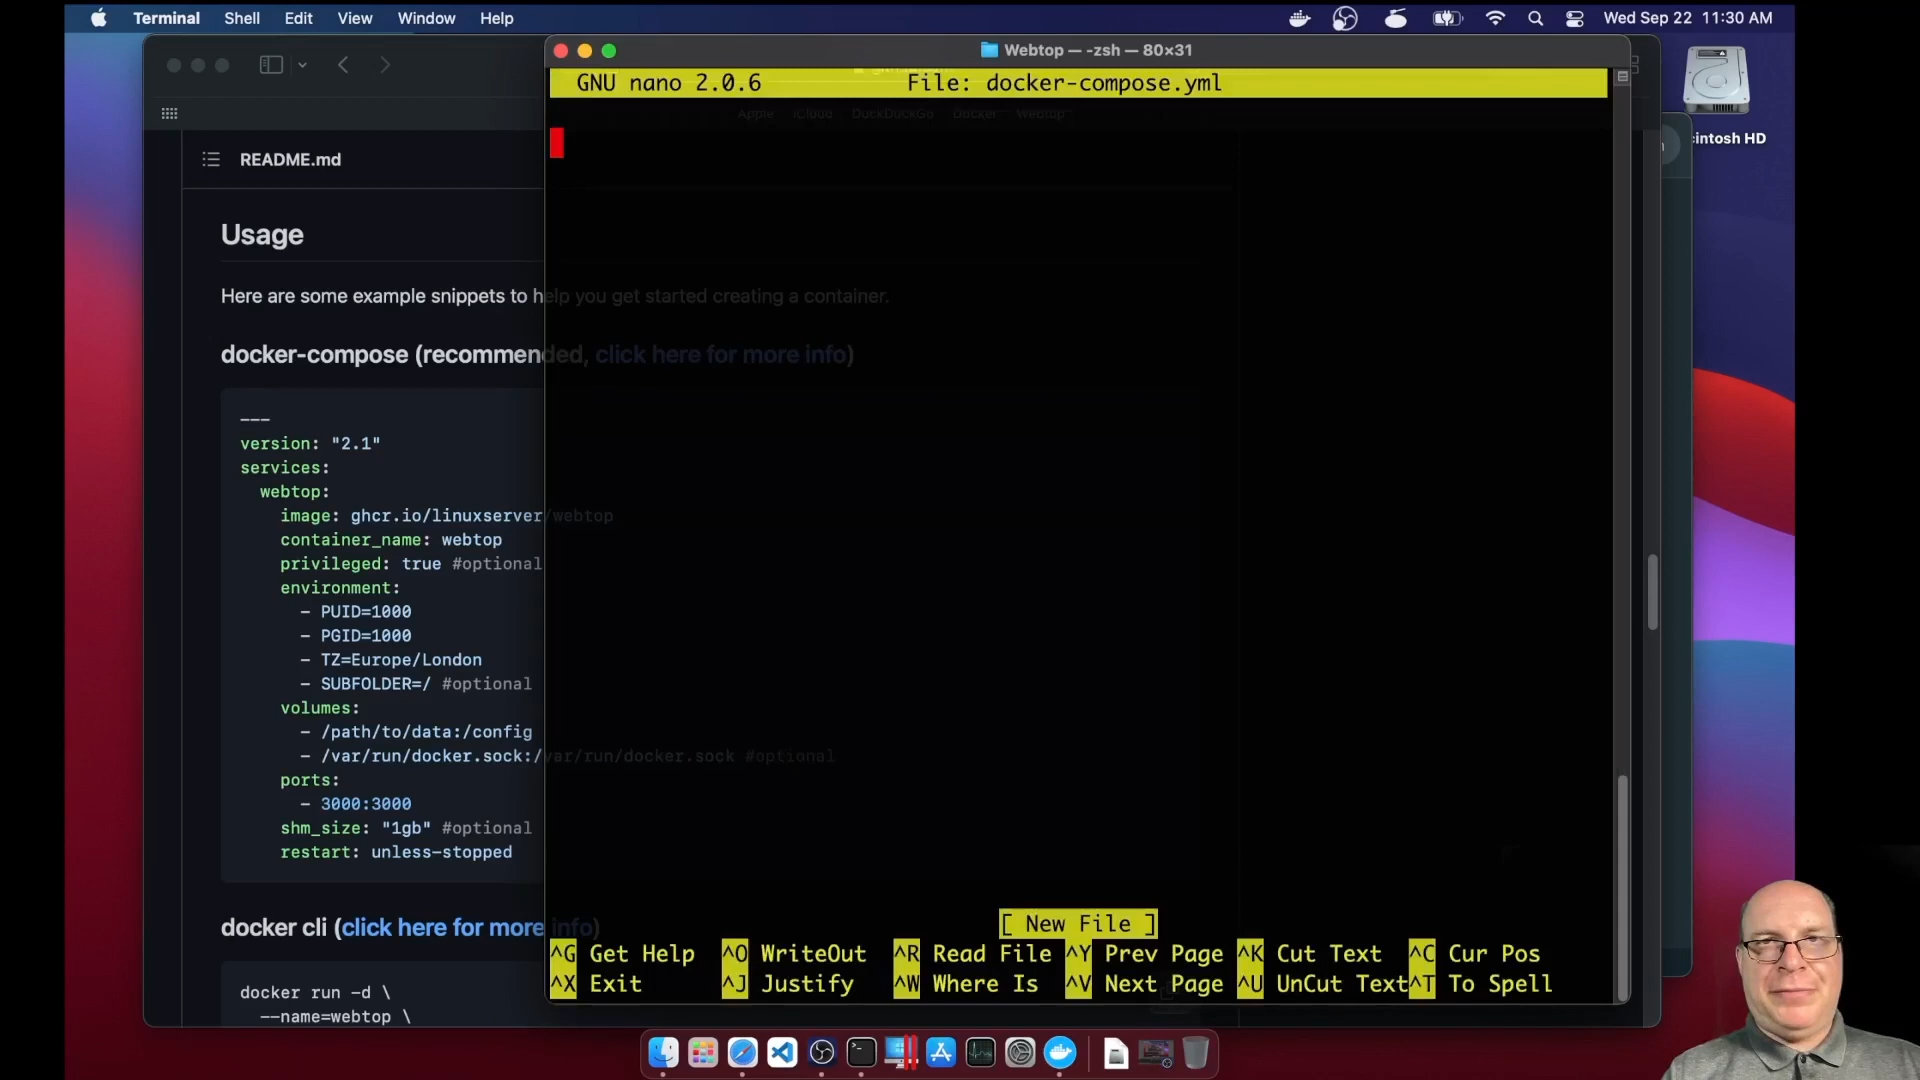 Terminal Shell Edit View Window Help Wed Sep 22 11:30 AM
Webtop — -zsh — 80×31
GNU nano 2.0.6 File: docker-compose.yml
Apple iCloud DuckDuckGo Docker Webtop
intosh HD
README.md
Usage
Here are some example snippets to help you get started creating a container.
docker-compose (recommended, click here for more info)
---
version: "2.1"
services:
  webtop:
    image: ghcr.io/linuxserver/webtop
    container_name: webtop
    privileged: true #optional
    environment:
      - PUID=1000
      - PGID=1000
      - TZ=Europe/London
      - SUBFOLDER=/ #optional
    volumes:
      - /path/to/data:/config
      - /var/run/docker.sock:/var/run/docker.sock #optional
    ports:
      - 3000:3000
    shm_size: "1gb" #optional
    restart: unless-stopped
docker cli (click here for more info)
docker run -d \
  --name=webtop \
[ New File ]
^G Get Help ^O WriteOut ^R Read File ^Y Prev Page ^K Cut Text ^C Cur Pos
^X Exit ^J Justify ^W Where Is ^V Next Page ^U UnCut Text ^T To Spell